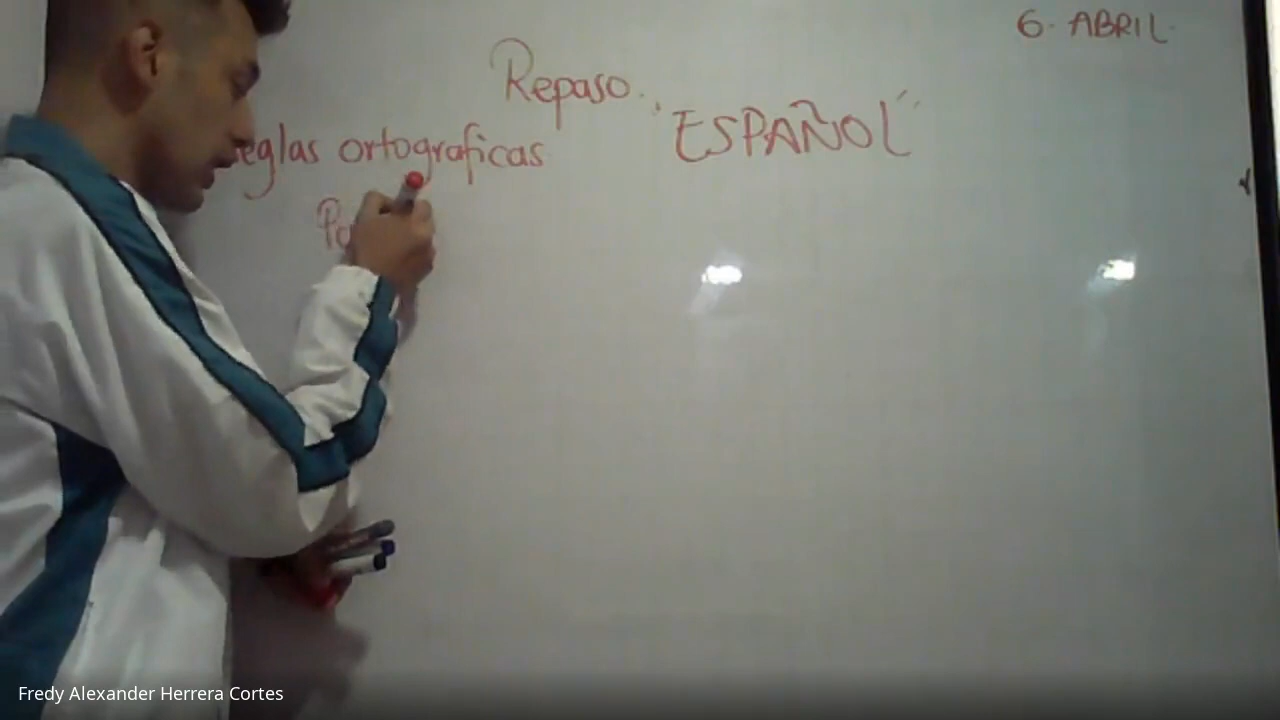 6. ABRIL.
Repaso.
"ESPAÑOL"
eglas ortograficas
Fredy Alexander Herrera Cortes